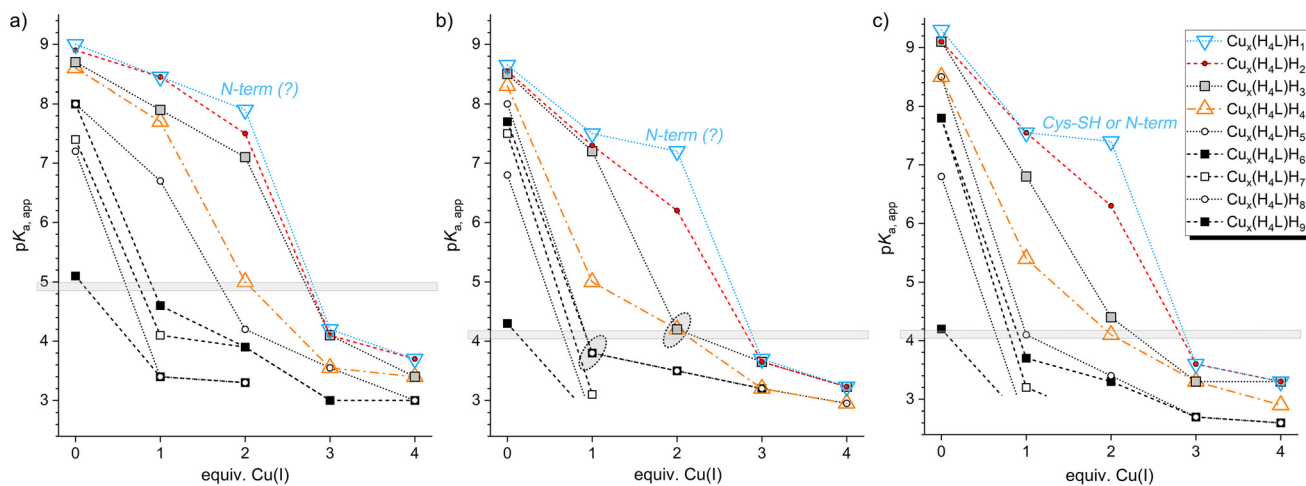 a)
9
8
7
6
5
4
3
pKa, app
0 1 2 3 4
equiv. Cu(I)
N-term (?)
b)
9
8
7
6
5
4
3
pKa, app
0 1 2 3 4
equiv. Cu(I)
N-term (?)
c)
9
8
7
6
5
4
3
pKa, app
0 1 2 3 4
equiv. Cu(I)
Cys-SH or N-term
Cux(H4L)H1
Cux(H4L)H2
Cux(H4L)H3
Cux(H4L)H4
Cux(H4L)H5
Cux(H4L)H6
Cux(H4L)H7
Cux(H4L)H8
Cux(H4L)H9